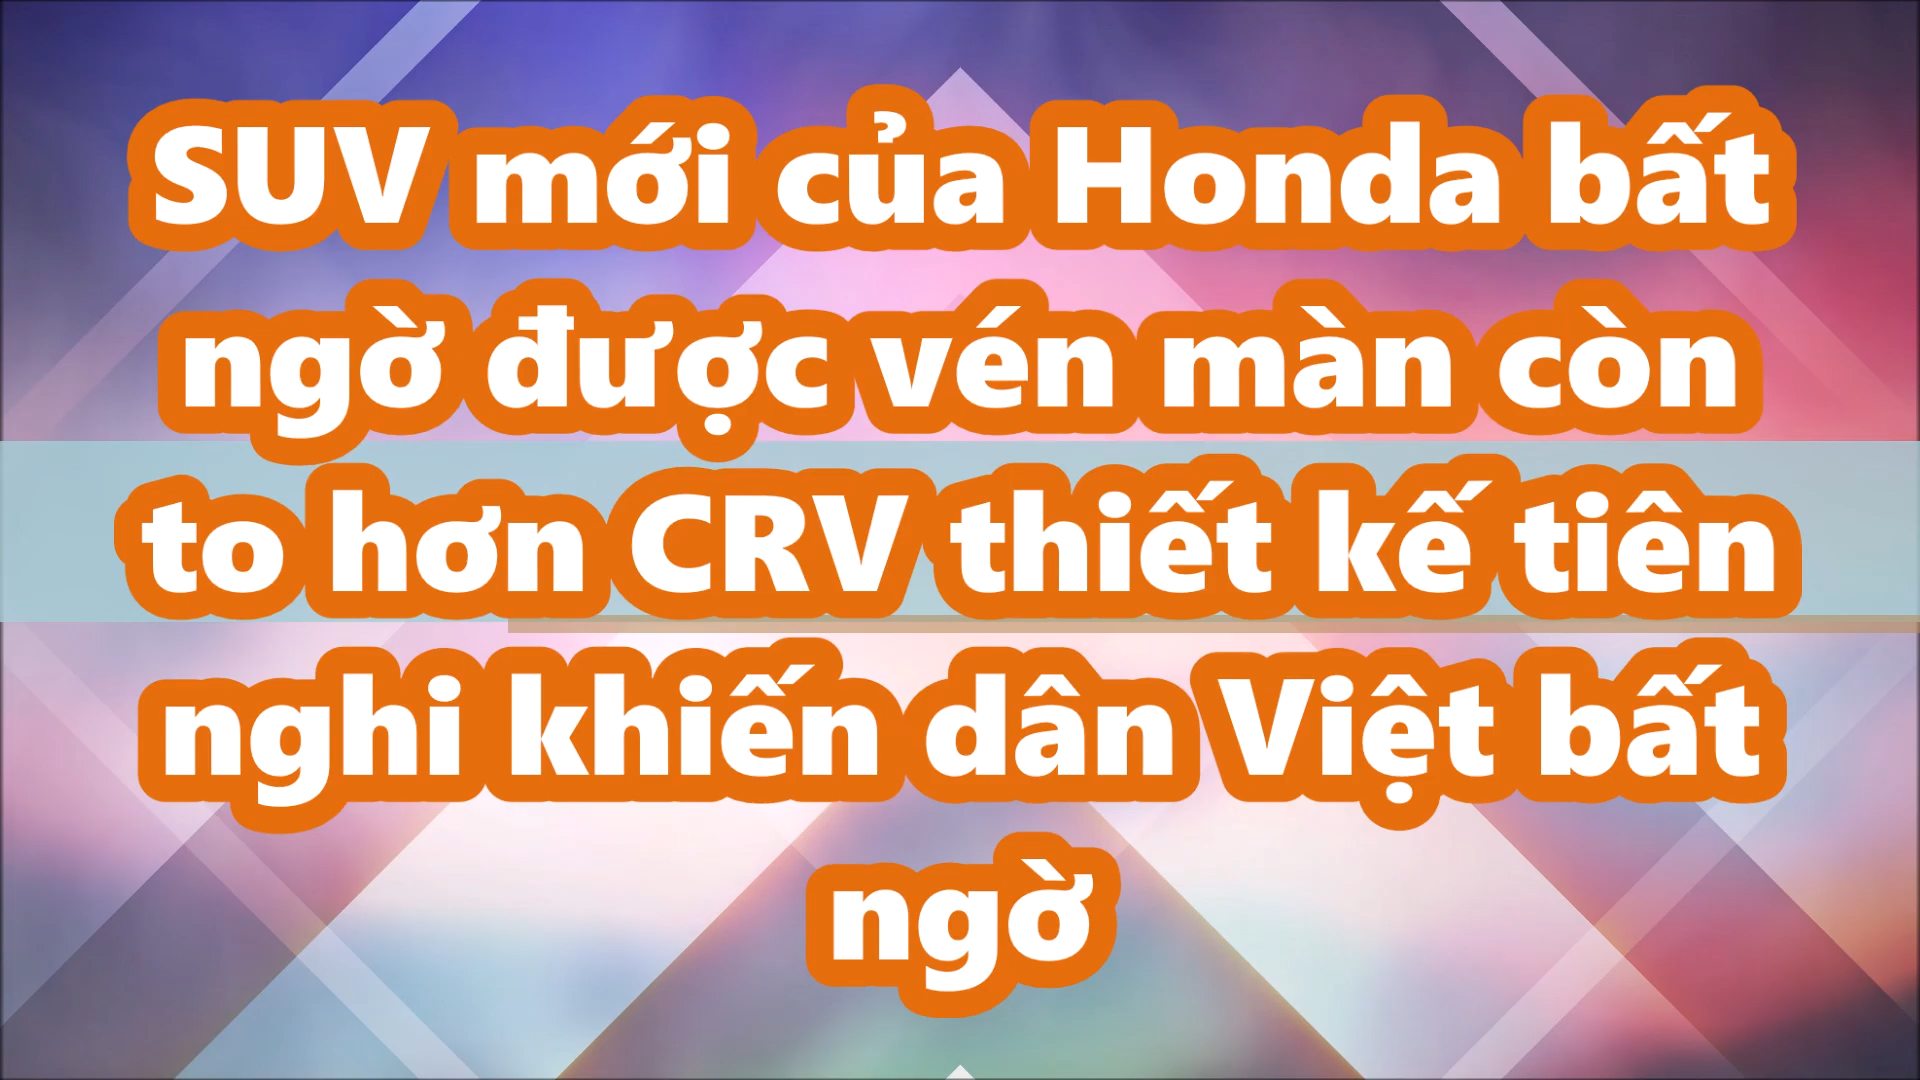 SUV mới của Honda bất
ngờ được vén màn còn
to hơn CRV thiết kế tiên
nghi khiến dân Việt bất
ngờ